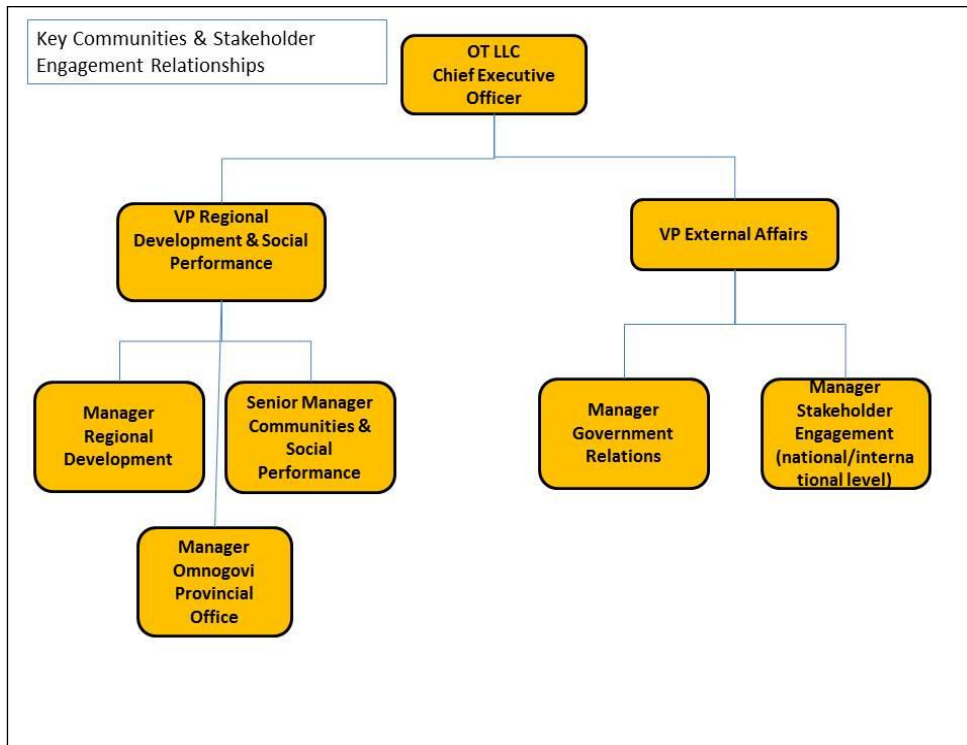 Key Communities & Stakeholder
Engagement Relationships
OT LLC
Chief Executive
Officer
VP Regional
Development & Social
Performance
VP External Affairs
Manager
Regional
Development
Senior Manager
Communities &
Social
Performance
Manager
Government
Relations
Manager
Stakeholder
Engagement
(national/interna
tional level)
Manager
Omnogovi
Provincial
Office